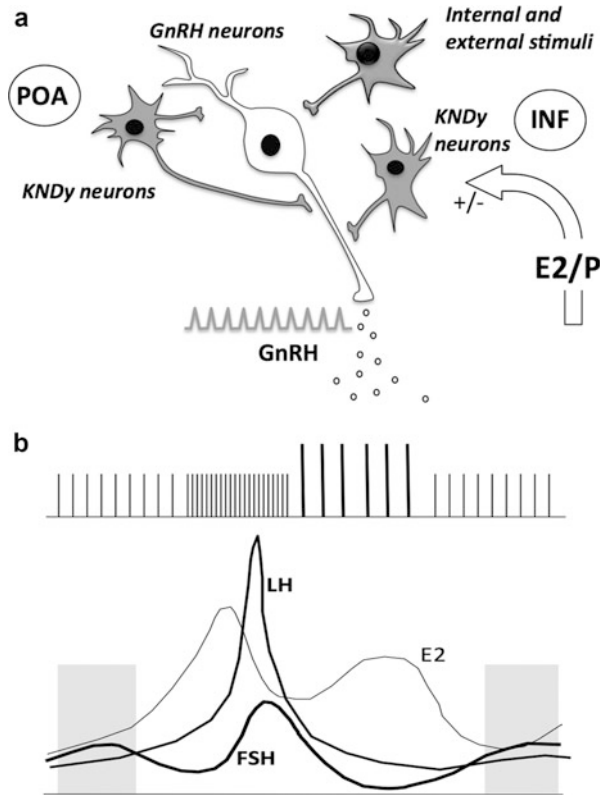 a
GnRH neurons
Internal and
external stimuli
POA
KNDy
neurons
INF
KNDy neurons
+/-
E2/P
GnRH
b
LH
E2
FSH